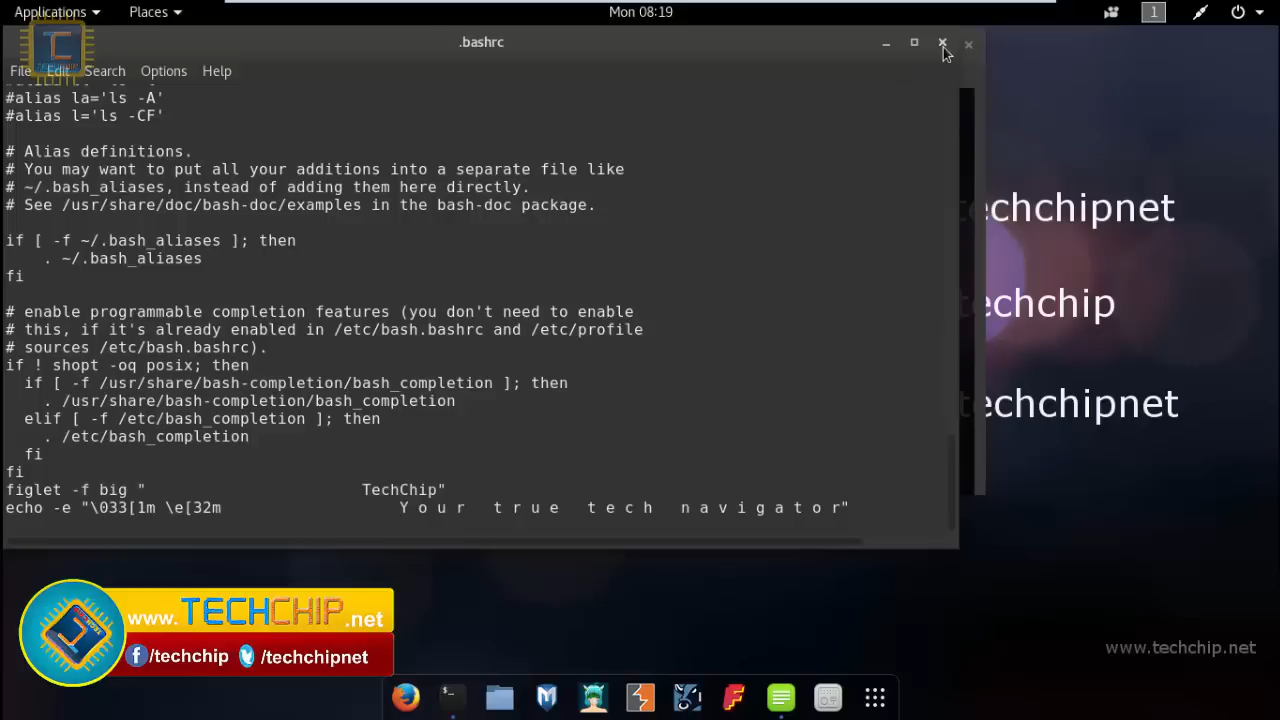 Applications Places Mon 08:19 1
.bashrc
File Edit Search Options Help
#alias la='ls -A'
#alias l='ls -CF'
# Alias definitions.
# You may want to put all your additions into a separate file like
# ~/.bash_aliases, instead of adding them here directly.
# See /usr/share/doc/bash-doc/examples in the bash-doc package.
if [ -f ~/.bash_aliases ]; then
    . ~/.bash_aliases
fi
# enable programmable completion features (you don't need to enable
# this, if it's already enabled in /etc/bash.bashrc and /etc/profile
# sources /etc/bash.bashrc).
if ! shopt -oq posix; then
  if [ -f /usr/share/bash-completion/bash_completion ]; then
    . /usr/share/bash-completion/bash_completion
  elif [ -f /etc/bash_completion ]; then
    . /etc/bash_completion
  fi
fi
figlet -f big "                       TechChip"
echo -e "\033[1m \e[32m                   Y o u r   t r u e   t e c h   n a v i g a t o r"
techchipnet
techchip
techchipnet
www.TECHCHIP.net
f/techchip /techchipnet
www.techchip.net